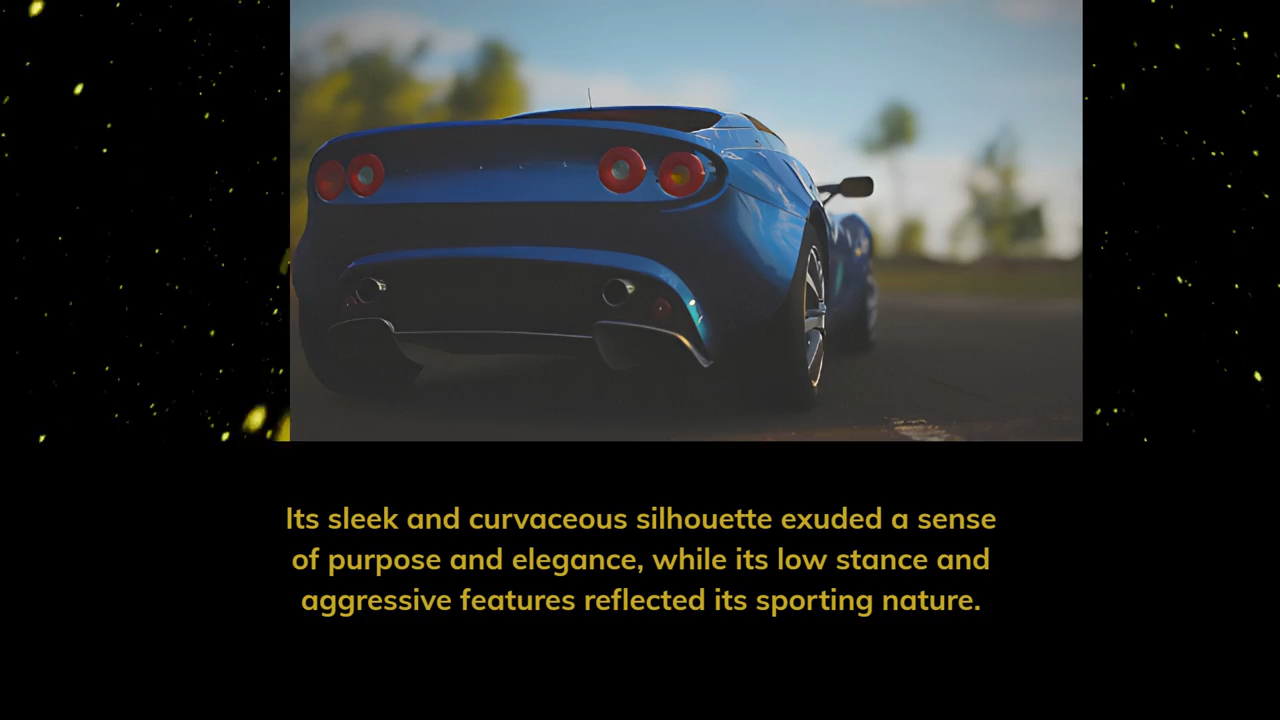 Its sleek and curvaceous silhouette exuded a sense
of purpose and elegance, while its low stance and
aggressive features reflected its sporting nature.